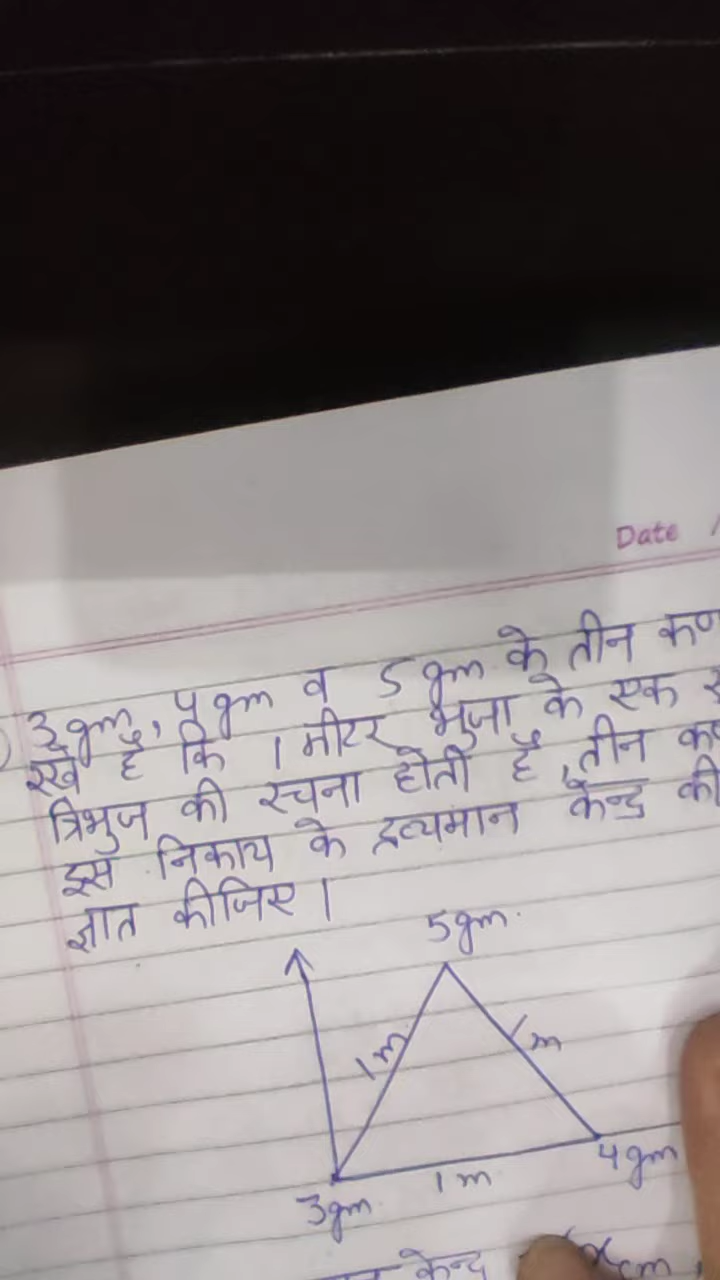 Date
3gm, 4gm व 5gm के तीन कण
रखे है कि 1 मीटर भुजा के एक
त्रिभुज की रचना होती है, तीन
इस निकाय के द्रव्यमान केन्द्र की
ज्ञात कीजिए।
5gm.
1m
1m
4gm
1m
3gm.
केन्द्र